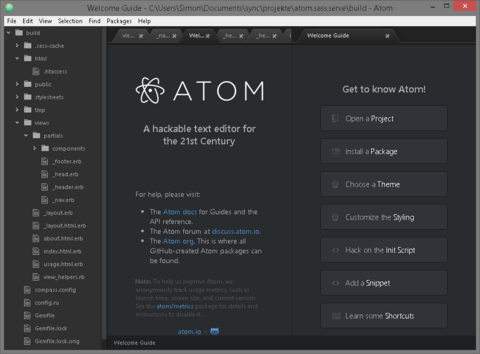 Welcome Guide - C:\Users\Simon\Documents\sync\projekte\atom.sass.serve\build - Atom
File Edit View Selection Find Packages Help
build
.sass-cache
html
.htaccess
public
stylesheets
tmp
views
partials
components
_footer.erb
_head.erb
_header.erb
_nav.erb
_layout.erb
_layout.html.erb
about.html.erb
index.html.erb
usage.html.erb
view_helpers.rb
compass.config
config.ru
Gemfile
Gemfile.lock
Gemfile.lock.orig
vie...
_na...
Wel...
_he...
_he...
ATOM
A hackable text editor for
the 21st Century
For help, please visit:
• The Atom docs for Guides and the
API reference.
• The Atom forum at discuss.atom.io.
• The Atom org. This is where all
GitHub-created Atom packages can
be found.
Note: To help us improve Atom, we
anonymously track usage metrics, such as
launch time, screen size, and current version.
See the atom/metrics package for details and
instructions to disable it.
atom.io ×
Welcome Guide
Get to know Atom!
Open a Project
Install a Package
Choose a Theme
Customize the Styling
Hack on the Init Script
Add a Snippet
Learn some Shortcuts
Welcome Guide